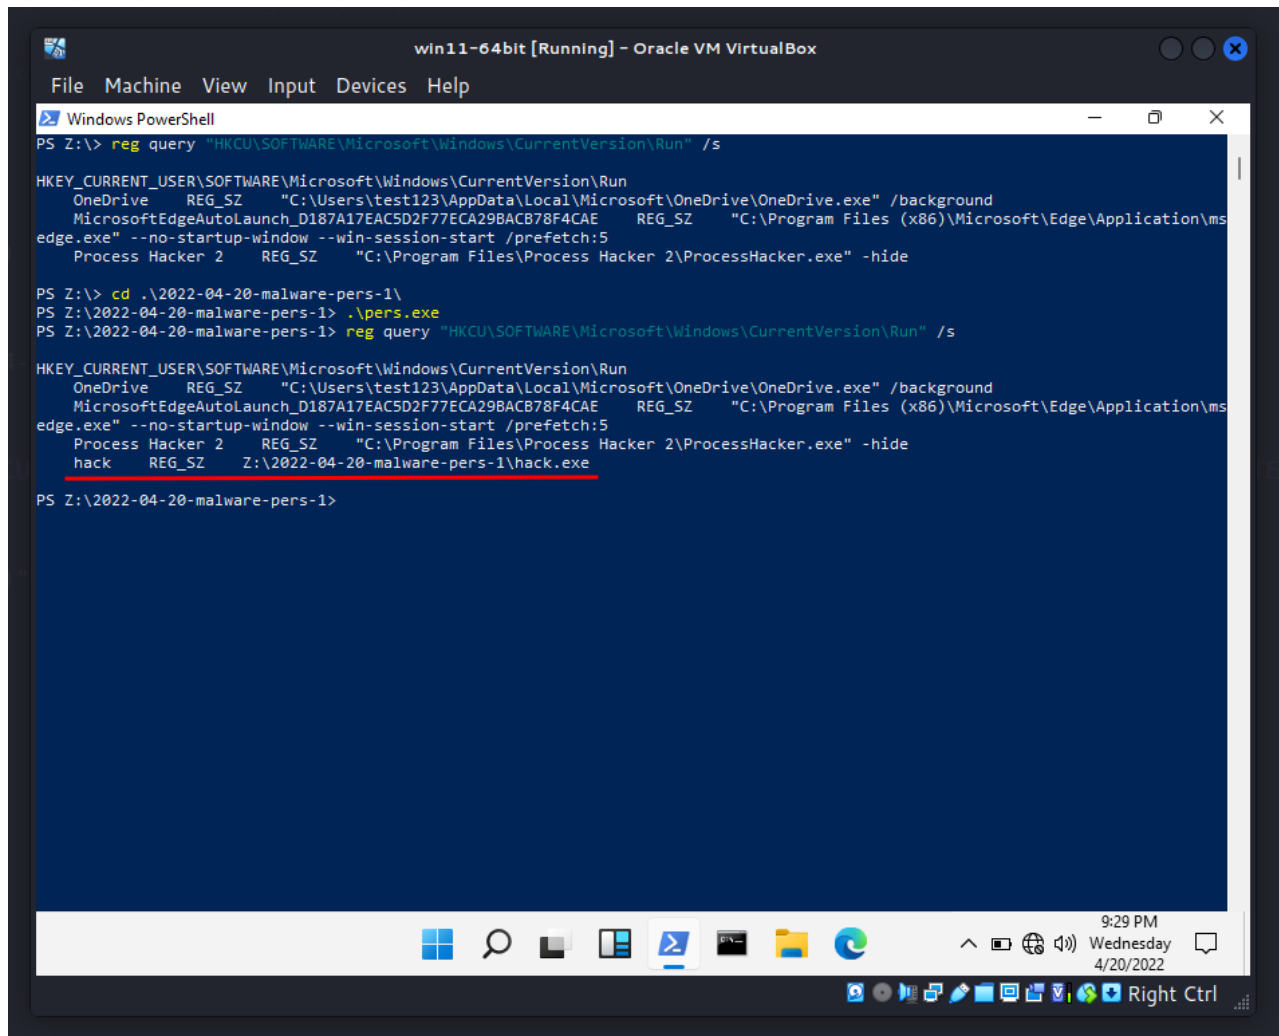 win11-64bit [Running] - Oracle VM VirtualBox
File Machine View Input Devices Help
Windows PowerShell
PS Z:\> reg query "HKCU\SOFTWARE\Microsoft\Windows\CurrentVersion\Run" /s
HKEY_CURRENT_USER\SOFTWARE\Microsoft\Windows\CurrentVersion\Run
OneDrive REG_SZ "C:\Users\test123\AppData\Local\Microsoft\OneDrive\OneDrive.exe" /background
MicrosoftEdgeAutoLaunch_D187A17EAC5D2F77ECA29BACB78F4CAE REG_SZ "C:\Program Files (x86)\Microsoft\Edge\Application\ms
edge.exe" --no-startup-window --win-session-start /prefetch:5
Process Hacker 2 REG_SZ "C:\Program Files\Process Hacker 2\ProcessHacker.exe" -hide
PS Z:\> cd .\2022-04-20-malware-pers-1\
PS Z:\2022-04-20-malware-pers-1> .\pers.exe
PS Z:\2022-04-20-malware-pers-1> reg query "HKCU\SOFTWARE\Microsoft\Windows\CurrentVersion\Run" /s
HKEY_CURRENT_USER\SOFTWARE\Microsoft\Windows\CurrentVersion\Run
OneDrive REG_SZ "C:\Users\test123\AppData\Local\Microsoft\OneDrive\OneDrive.exe" /background
MicrosoftEdgeAutoLaunch_D187A17EAC5D2F77ECA29BACB78F4CAE REG_SZ "C:\Program Files (x86)\Microsoft\Edge\Application\ms
edge.exe" --no-startup-window --win-session-start /prefetch:5
Process Hacker 2 REG_SZ "C:\Program Files\Process Hacker 2\ProcessHacker.exe" -hide
hack REG_SZ Z:\2022-04-20-malware-pers-1\hack.exe
PS Z:\2022-04-20-malware-pers-1>
9:29 PM
Wednesday
4/20/2022
Right Ctrl